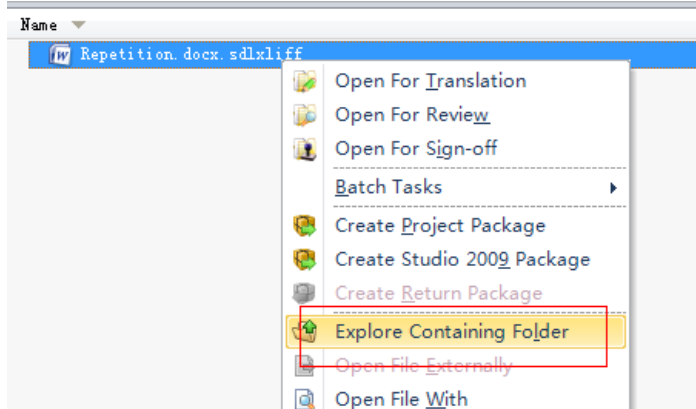 Name
Repetition.docx.sdlxliff
Open For Translation
Open For Review
Open For Sign-off
Batch Tasks
Create Project Package
Create Studio 2009 Package
Create Return Package
Explore Containing Folder
Open File Externally
Open File With